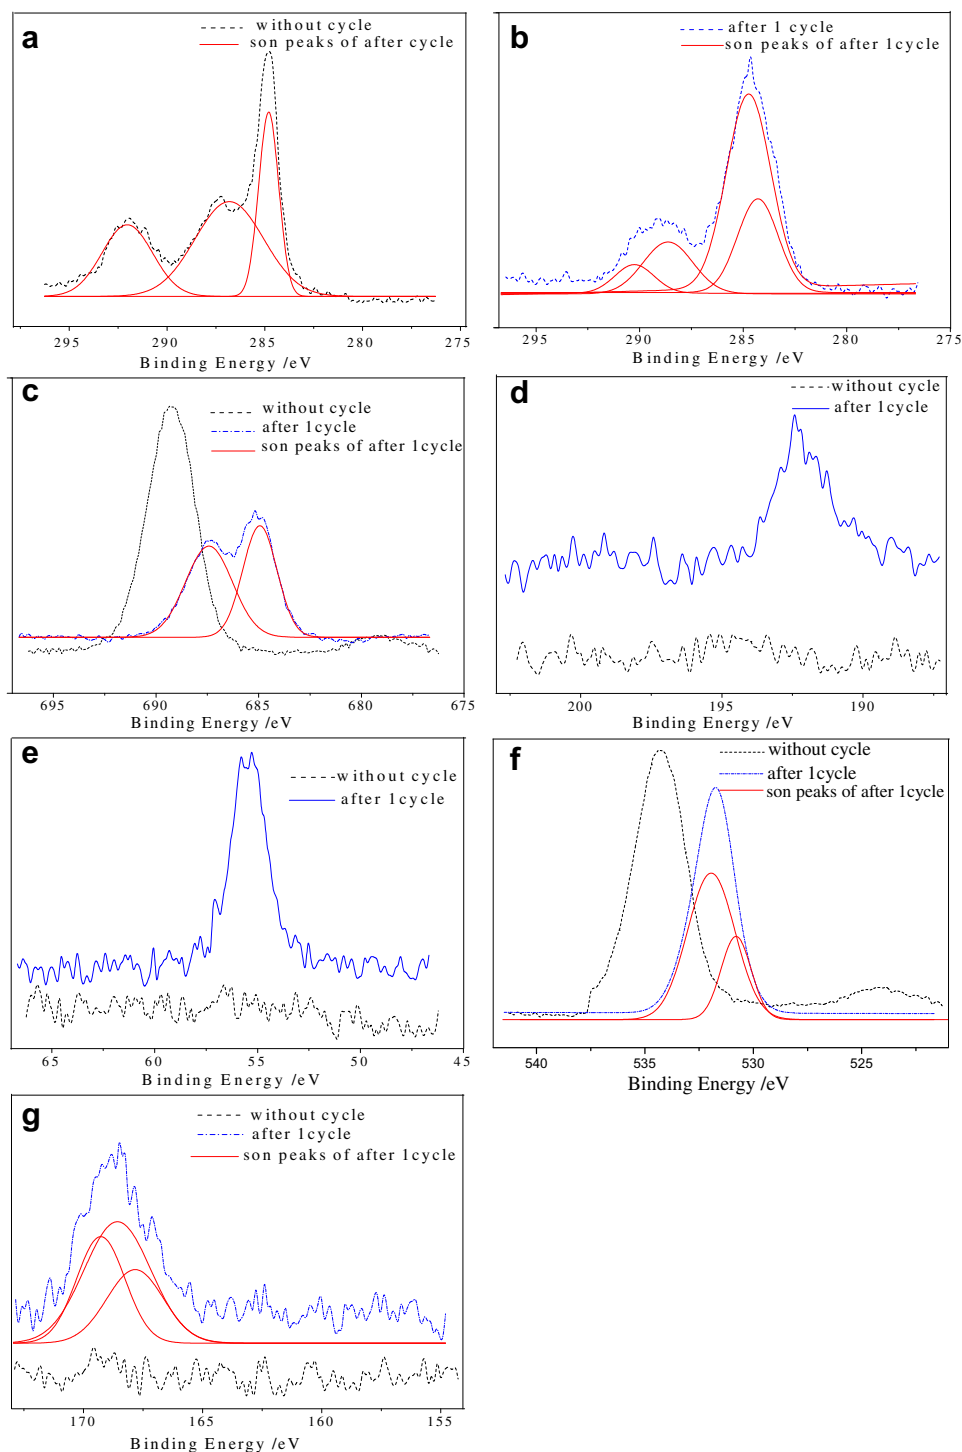 a
without cycle
son peaks of after cycle
295 290 285 280 275
Binding Energy /eV
b
after 1 cycle
son peaks of after 1cycle
295 290 284 280 275
Binding Energy /eV
c
without cycle
after 1cycle
son peaks of after 1cycle
695 690 685 680 675
Binding Energy /eV
d
without cycle
after 1cycle
200 195 190
Binding Energy /eV
e
without cycle
after 1cycle
65 60 55 50 45
Binding Energy /eV
f
without cycle
after 1cycle
son peaks of after 1cycle
540 535 530 525
Binding Energy /eV
g
without cycle
after 1cycle
son peaks of after 1cycle
170 165 160 155
Binding Energy /eV